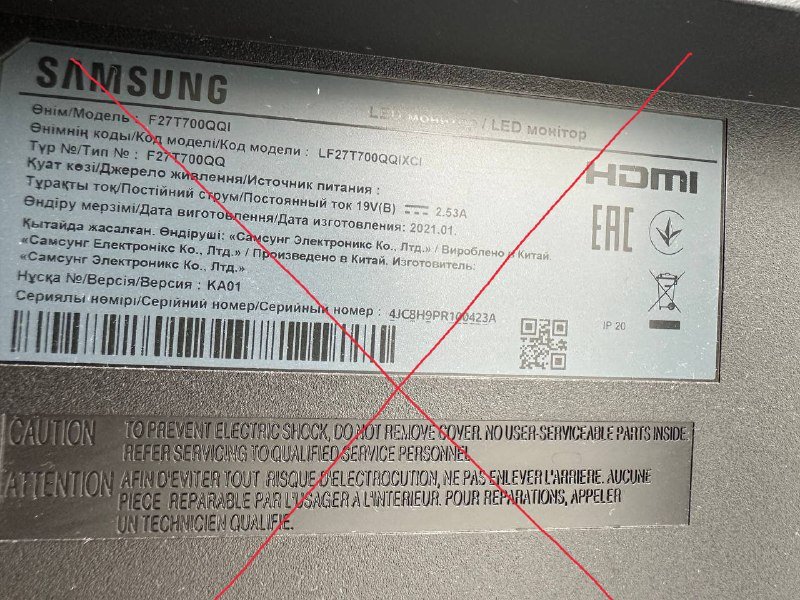 SAMSUNG
LED монитор / LED монітор
Өнім/Модель : F27T700QQI
Өнімнің коды/Код моделі/Код модели : LF27T700QQIXCI
Түр №/Тип № : F27T700QQ
Қуат көзі/Джерело живлення/Источник питания :
Тұрақты ток/Постійний струм/Постоянный ток 19V(В) ⎓ 2.53A
Өндіру мерзімі/Дата виготовлення/Дата изготовления: 2021.01.
Қытайда жасалған. Өндіруші: «Самсунг Электроникс Ко., Лтд.» / Вироблено в Китаї.
«Самсунг Електронікс Ко., Лтд.» / Произведено в Китае. Изготовитель:
«Самсунг Электроникс Ко., Лтд.»
Нұсқа №/Версія/Версия : KA01
Сериялы нөмірі/Серійний номер/Серийный номер : 4JC8H9PR100423A
HDMI
EAC
IP 20
CAUTION
TO PREVENT ELECTRIC SHOCK, DO NOT REMOVE COVER. NO USER-SERVICEABLE PARTS INSIDE.
REFER SERVICING TO QUALIFIED SERVICE PERSONNEL.
ATTENTION
AFIN D'EVITER TOUT RISQUE D'ELECTROCUTION, NE PAS ENLEVER L'ARRIERE. AUCUNE
PIECE REPARABLE PAR L'USAGER A L'INTERIEUR. POUR REPARATIONS, APPELER
UN TECHNICIEN QUALIFIE.